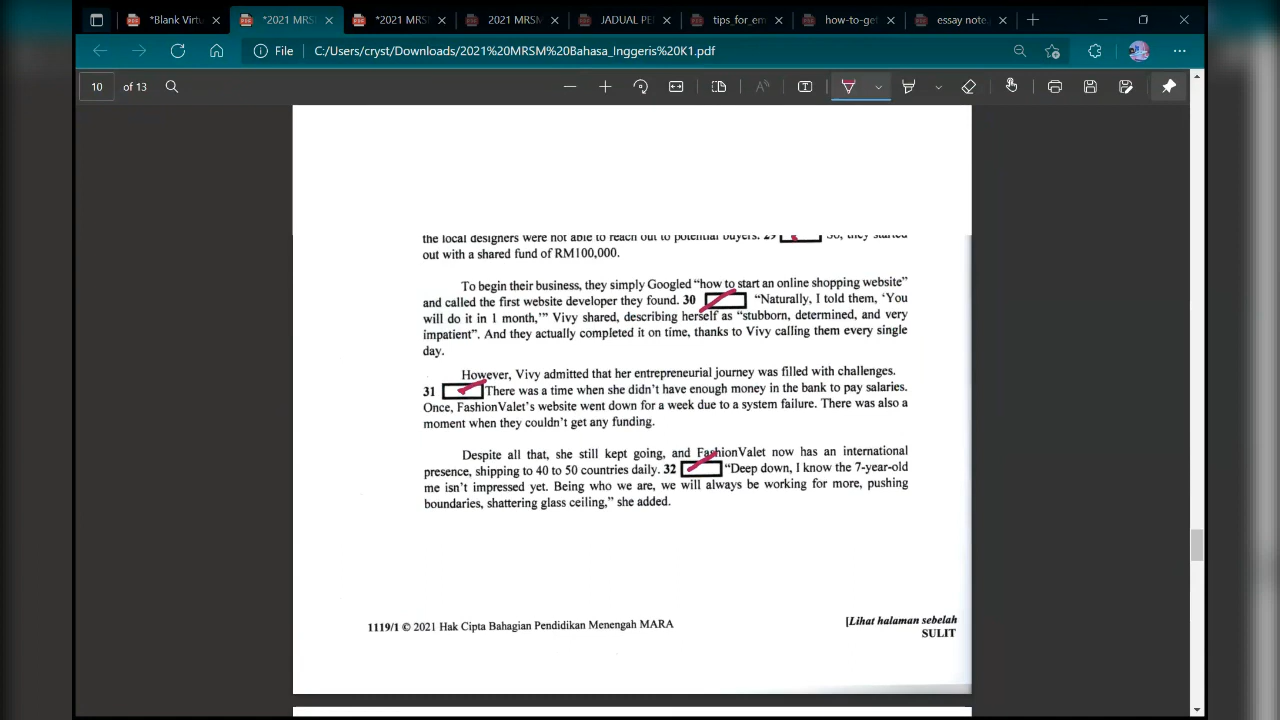 *Blank Virtu
*2021 MRSM
*2021 MRSM
2021 MRSM
JADUAL PE
tips_for_em
how-to-get
essay note.
File C:/Users/cryst/Downloads/2021%20MRSM%20Bahasa_Inggeris%20K1.pdf
10 of 13
the local designers were not able to reach out to potential buyers. 29 So, they started
out with a shared fund of RM100,000.
To begin their business, they simply Googled “how to start an online shopping website”
and called the first website developer they found. 30 “Naturally, I told them, ‘You
will do it in 1 month,’” Vivy shared, describing herself as “stubborn, determined, and very
impatient”. And they actually completed it on time, thanks to Vivy calling them every single
day.
However, Vivy admitted that her entrepreneurial journey was filled with challenges.
31 There was a time when she didn’t have enough money in the bank to pay salaries.
Once, FashionValet’s website went down for a week due to a system failure. There was also a
moment when they couldn’t get any funding.
Despite all that, she still kept going, and FashionValet now has an international
presence, shipping to 40 to 50 countries daily. 32 “Deep down, I know the 7-year-old
me isn’t impressed yet. Being who we are, we will always be working for more, pushing
boundaries, shattering glass ceiling,” she added.
1119/1 © 2021 Hak Cipta Bahagian Pendidikan Menengah MARA
[Lihat halaman sebelah
SULIT